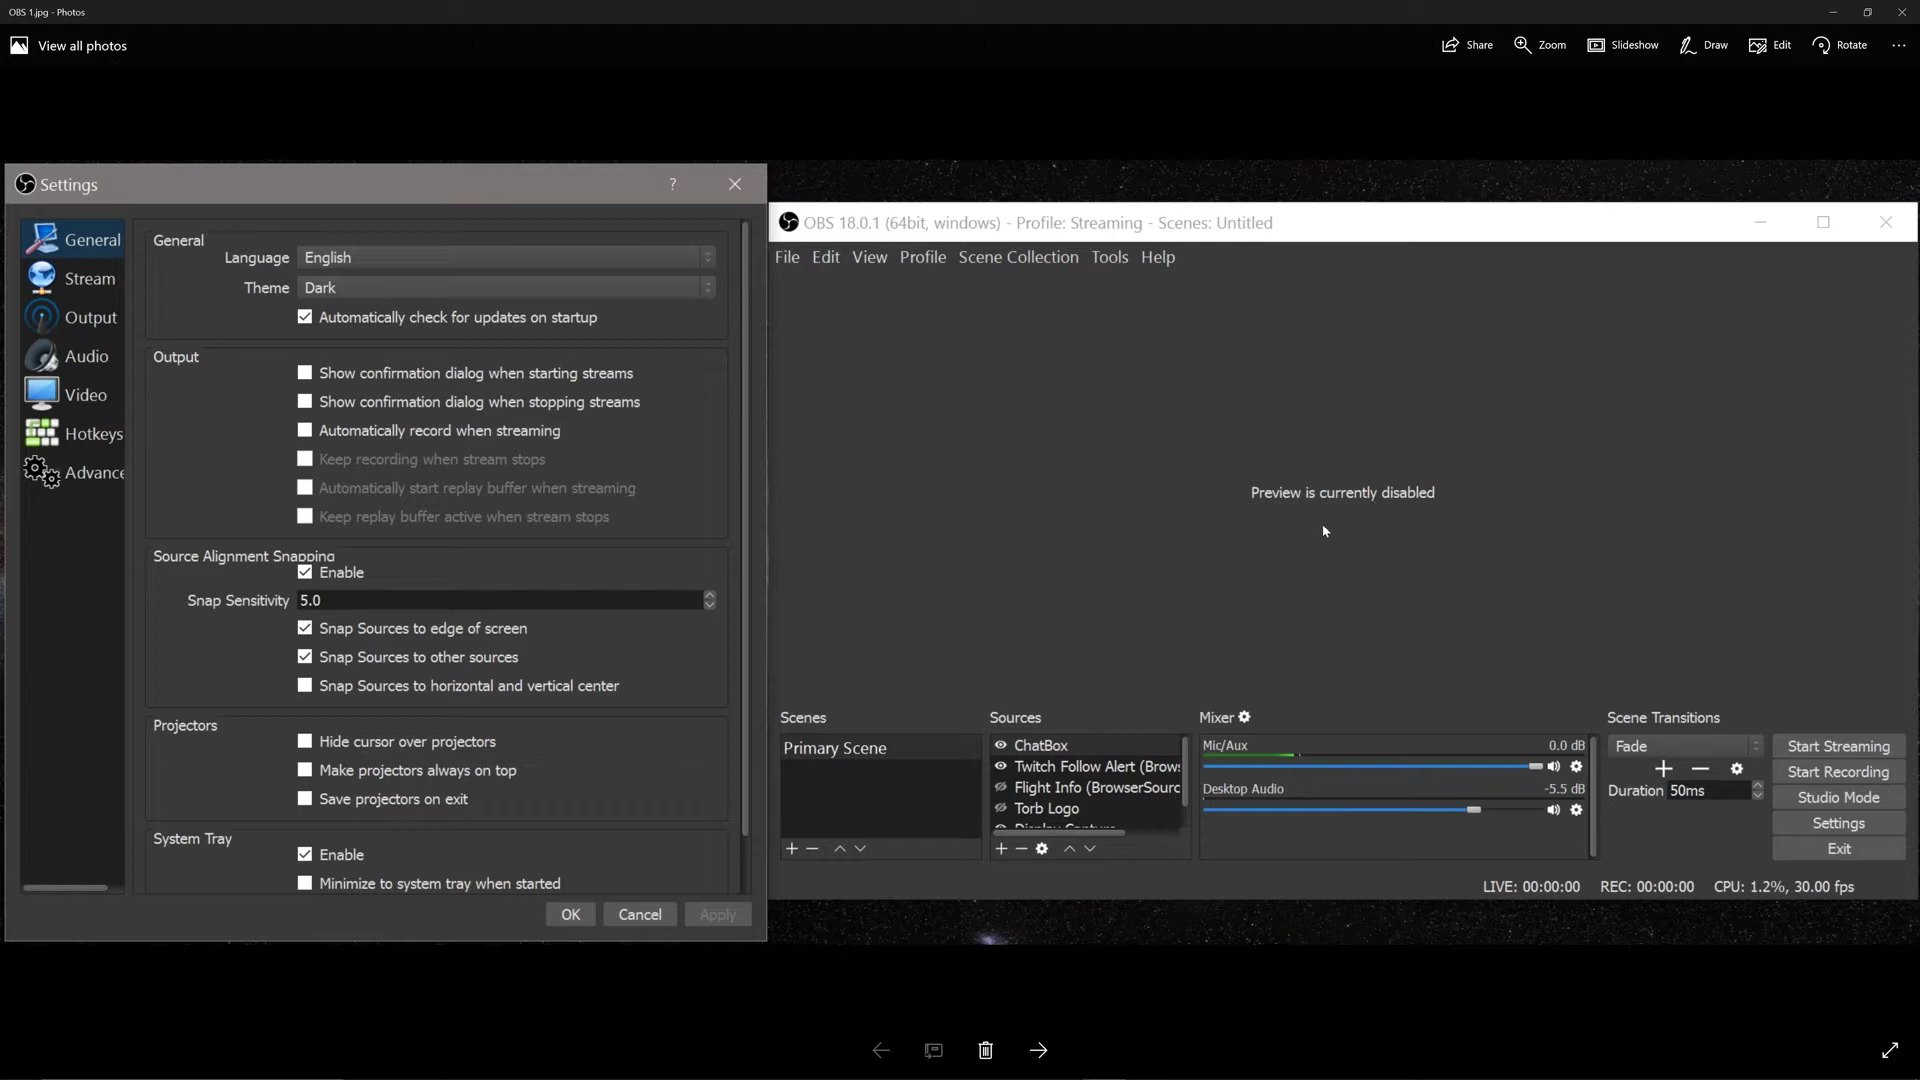 OBS 1.jpg - Photos
View all photos
Share
Zoom
Slideshow
Draw
Edit
Rotate
Settings
?
General
Stream
Output
Audio
Video
Hotkeys
Advance
General
Language English
Theme Dark
Automatically check for updates on startup
Output
Show confirmation dialog when starting streams
Show confirmation dialog when stopping streams
Automatically record when streaming
Keep recording when stream stops
Automatically start replay buffer when streaming
Keep replay buffer active when stream stops
Source Alignment Snapping
Enable
Snap Sensitivity 5.0
Snap Sources to edge of screen
Snap Sources to other sources
Snap Sources to horizontal and vertical center
Projectors
Hide cursor over projectors
Make projectors always on top
Save projectors on exit
System Tray
Enable
Minimize to system tray when started
OK
Cancel
Apply
OBS 18.0.1 (64bit, windows) - Profile: Streaming - Scenes: Untitled
File Edit View Profile Scene Collection Tools Help
Preview is currently disabled
Scenes
Primary Scene
Sources
ChatBox
Twitch Follow Alert (Brows
Flight Info (BrowserSourc
Torb Logo
Display Capture
Mixer
Mic/Aux 0.0 dB
Desktop Audio -5.5 dB
Scene Transitions
Fade
Duration 50ms
Start Streaming
Start Recording
Studio Mode
Settings
Exit
LIVE: 00:00:00 REC: 00:00:00 CPU: 1.2%, 30.00 fps